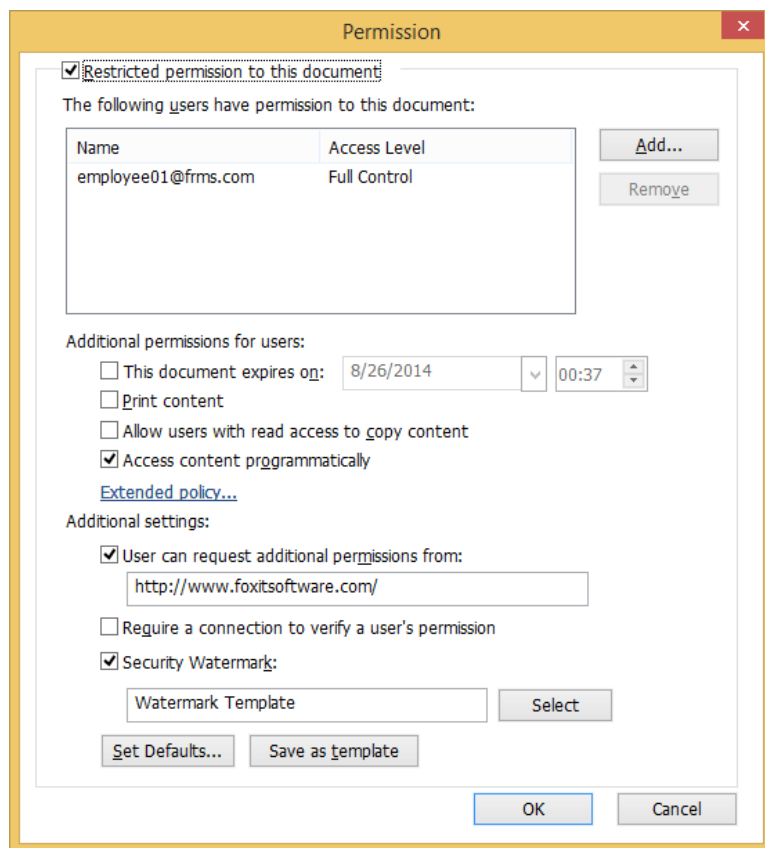 Permission
Restricted permission to this document
The following users have permission to this document:
Name Access Level Add...
employee01@frms.com Full Control
Remove
Additional permissions for users:
This document expires on: 8/26/2014 00:37
Print content
Allow users with read access to copy content
Access content programmatically
Extended policy...
Additional settings:
User can request additional permissions from:
http://www.foxitsoftware.com/
Require a connection to verify a user's permission
Security Watermark:
Watermark Template Select
Set Defaults... Save as template
OK Cancel